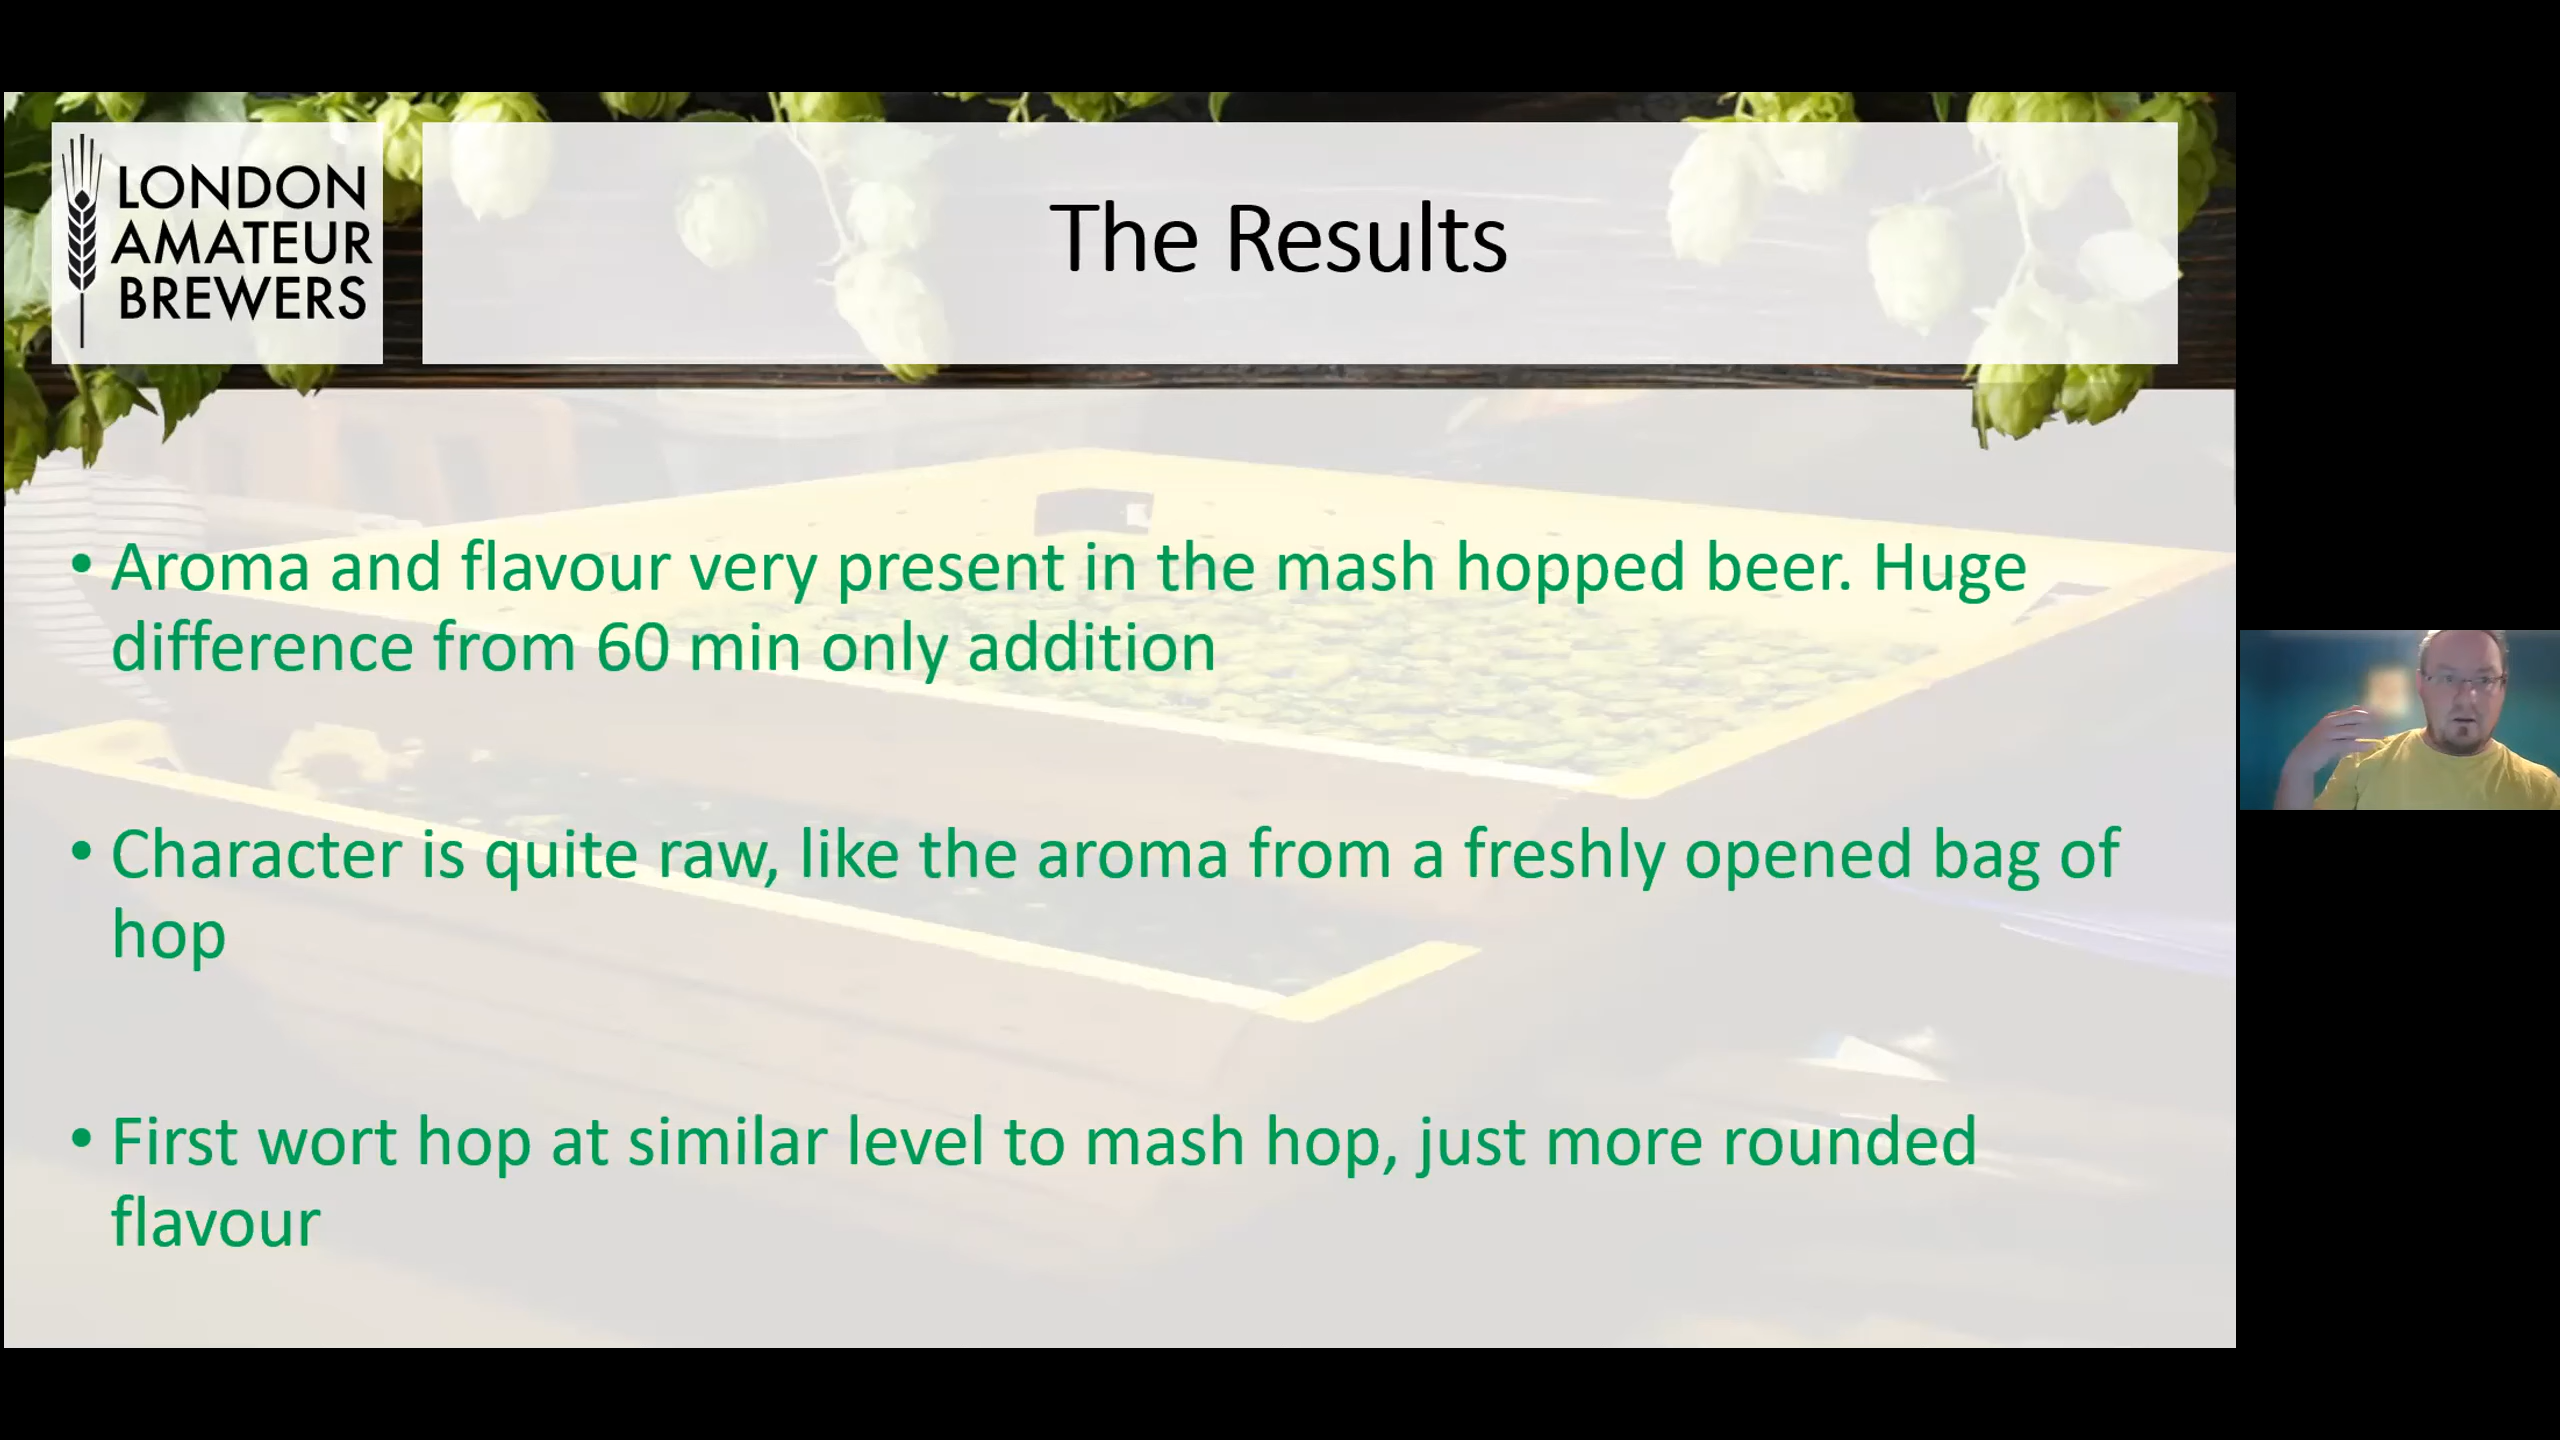 LONDON
AMATEUR
BREWERS
The Results
• Aroma and flavour very present in the mash hopped beer. Huge
difference from 60 min only addition
• Character is quite raw, like the aroma from a freshly opened bag of
hop
• First wort hop at similar level to mash hop, just more rounded
flavour